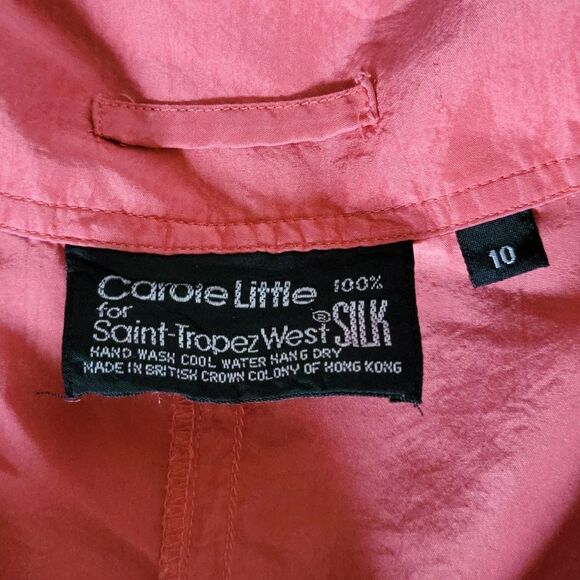 Carole Little 100%
for
Saint-Tropez West ® SILK
HAND WASH COOL WATER HANG DRY
MADE IN BRITISH CROWN COLONY OF HONG KONG
10